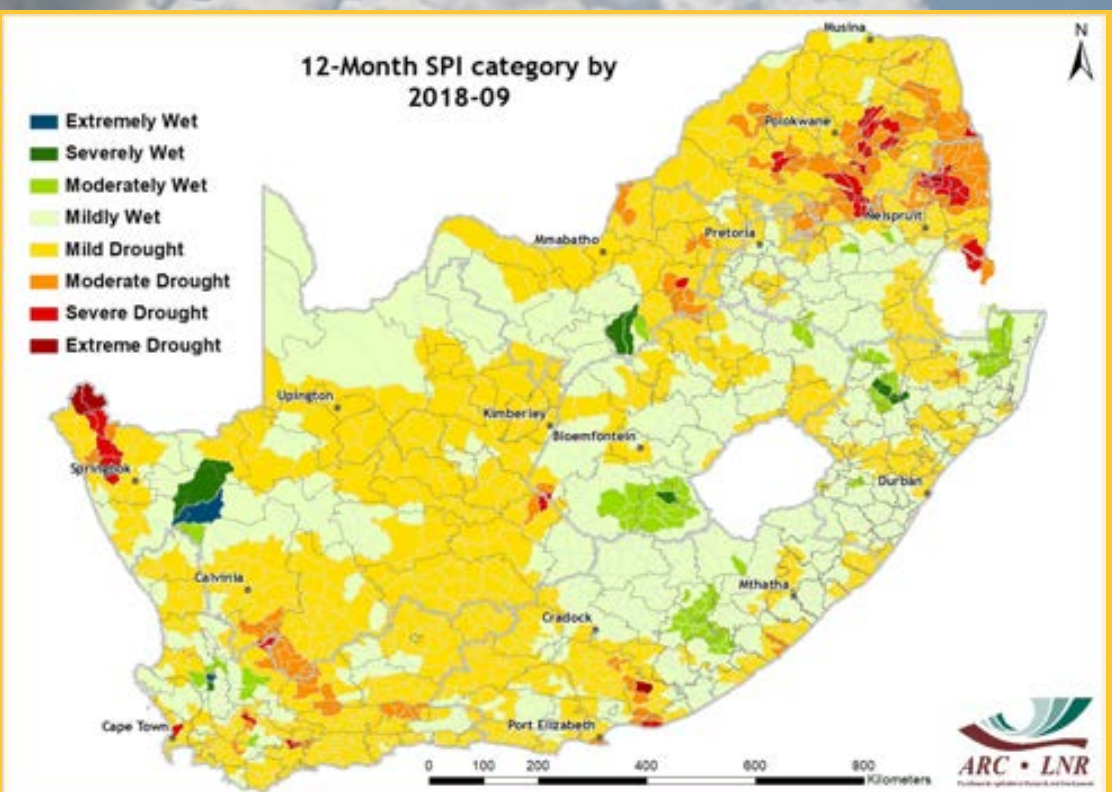 12-Month SPI category by
2018-09
N
Extremely Wet
Severely Wet
Moderately Wet
Mildly Wet
Mild Drought
Moderate Drought
Severe Drought
Extreme Drought
Musina
Polokwane
Nelspruit
Pretoria
Mmabatho
Upington
Kimberley
Bloemfontein
Springbok
Durban
Calvinia
Mthatha
Cradock
Cape Town
Port Elizabeth
0 100 200 400 600 800
Kilometers
ARC • LNR